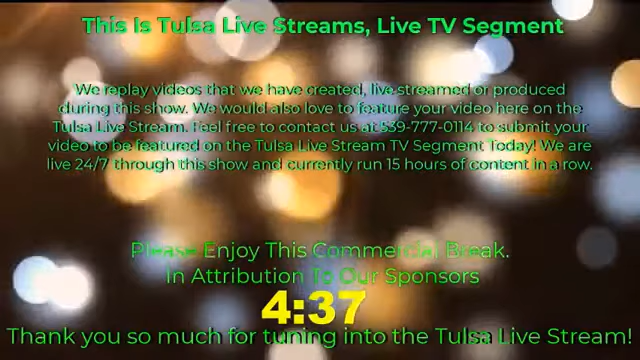 This Is Tulsa Live Streams, Live TV Segment
We replay videos that we have created, live streamed or produced
during this show. We would also love to feature your video here on the
Tulsa Live Stream. Feel free to contact us at 539-777-0114 to submit your
video to be featured on the Tulsa Live Stream TV Segment Today! We are
live 24/7 through this show and currently run 15 hours of content in a row.
Please Enjoy This Commercial Break.
In Attribution To Our Sponsors
4:37
Thank you so much for tuning into the Tulsa Live Stream!